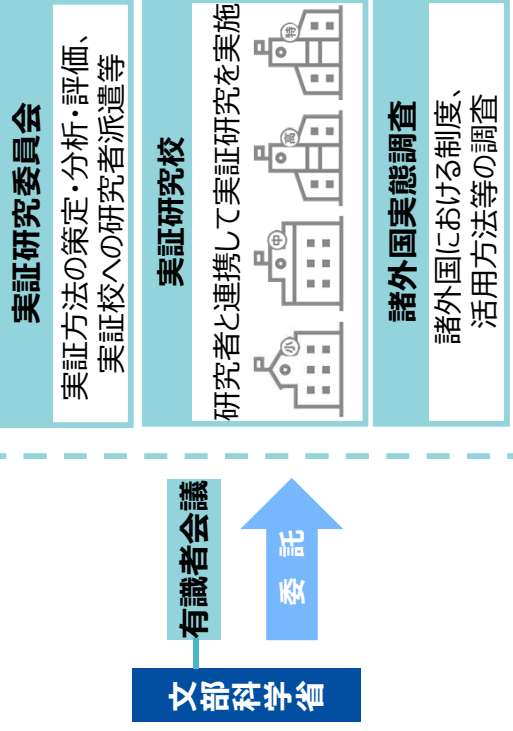 文部科学省
有識者会議
委託
実証研究委員会
実証方法の策定・分析・評価、
実証校への研究者派遣等
実証研究校
研究者と連携して実証研究を実施
小
中
高
特
諸外国実態調査
諸外国における制度、
活用方法等の調査